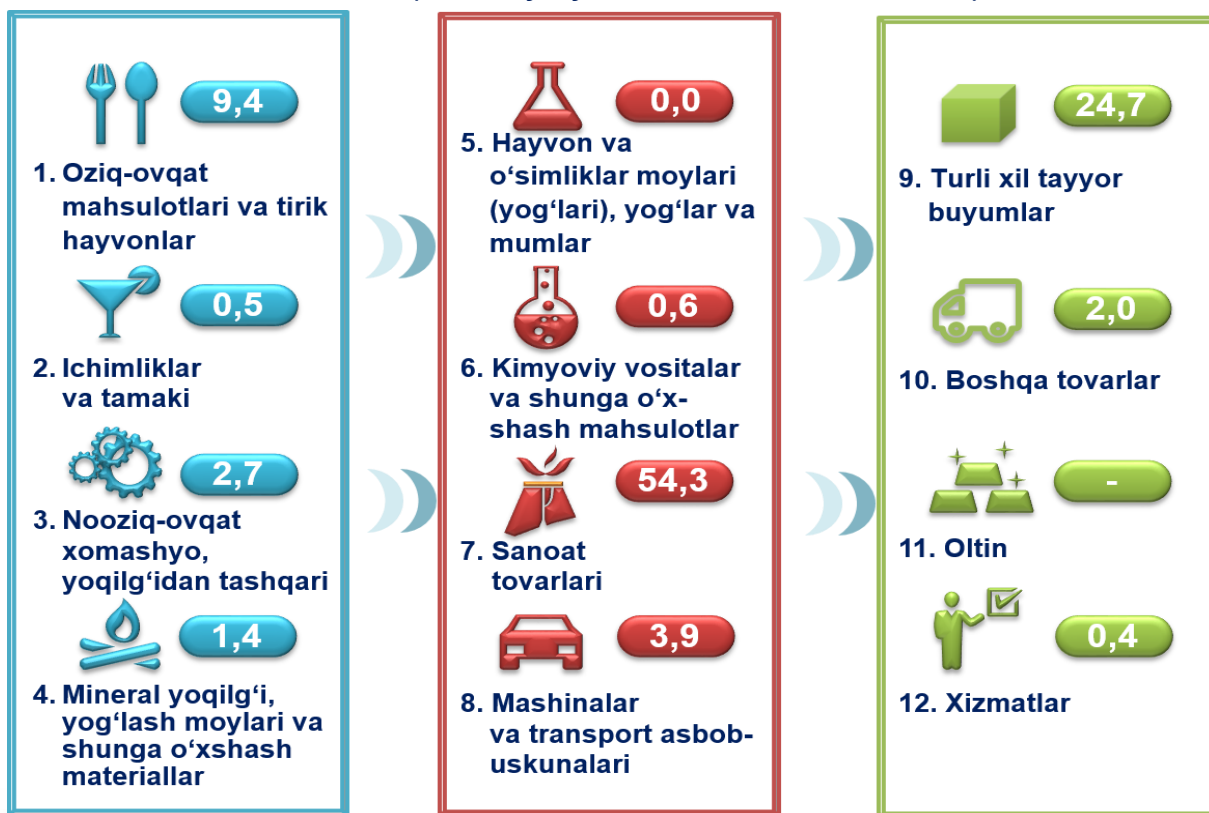 9,4
1. Oziq-ovqat
mahsulotlari va tirik
hayvonlar
0,5
2. Ichimliklar
va tamaki
2,7
3. Nooziq-ovqat
xomashyo,
yoqilg‘idan tashqari
1,4
4. Mineral yoqilg‘i,
yog‘lash moylari va
shunga o‘xshash
materiallar
0,0
5. Hayvon va
o‘simliklar moylari
(yog‘lari), yog‘lar va
mumlar
0,6
6. Kimyoviy vositalar
va shunga o‘x-
shash mahsulotlar
54,3
7. Sanoat
tovarlari
3,9
8. Mashinalar
va transport asbob-
uskunalari
24,7
9. Turli xil tayyor
buyumlar
2,0
10. Boshqa tovarlar
-
11. Oltin
0,4
12. Xizmatlar